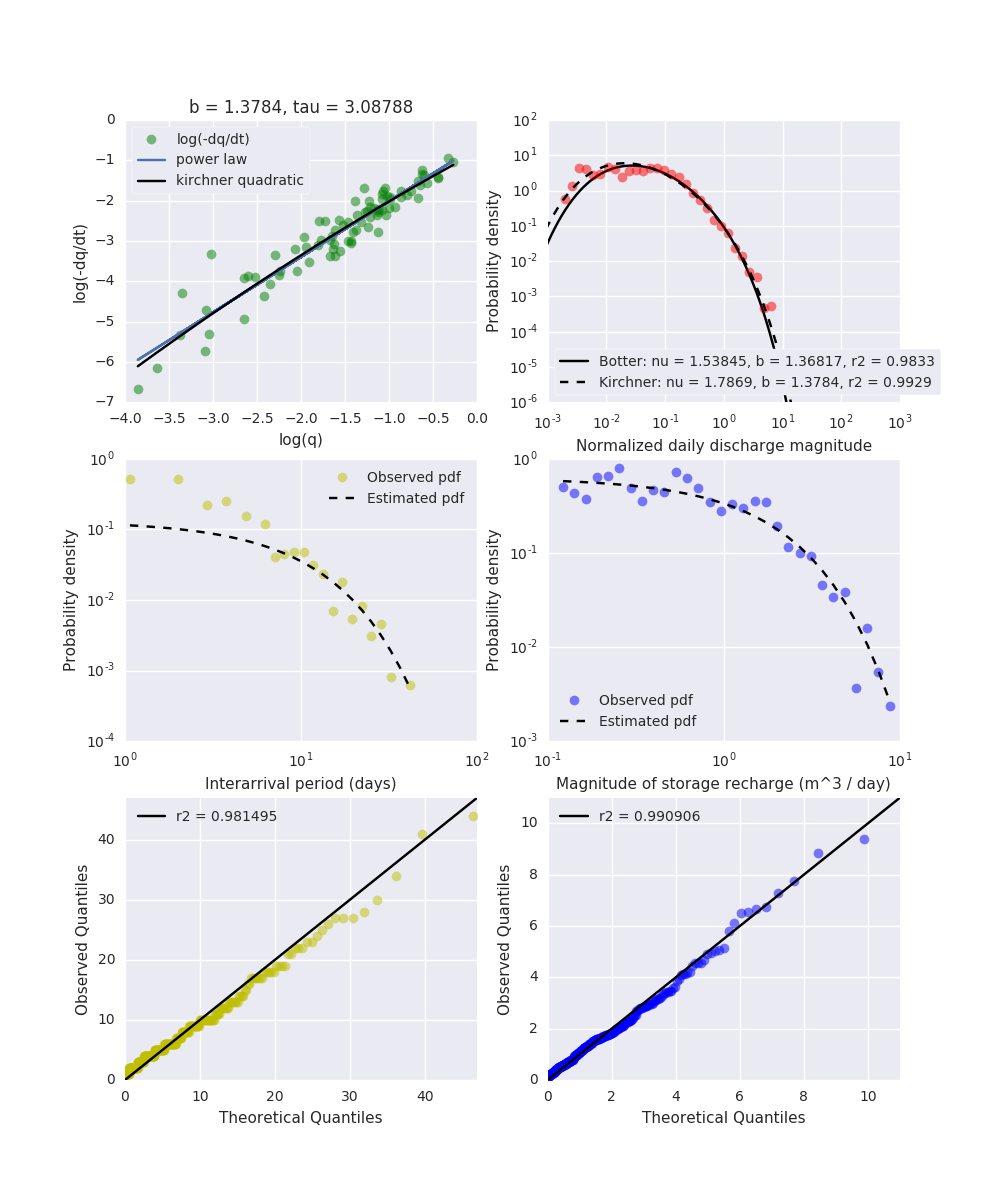 b = 1.3784, tau = 3.08788
0
−1
−2
−3
−4
−5
−6
−7
log(-dq/dt)
log(-dq/dt)
power law
kirchner quadratic
−4.0 −3.5 −3.0 −2.5 −2.0 −1.5 −1.0 −0.5 0.0
log(q)
10^2
10^1
10^0
10^-1
10^-2
10^-3
10^-4
10^-5
10^-6
Probability density
Botter: nu = 1.53845, b = 1.36817, r2 = 0.9833
Kirchner: nu = 1.7869, b = 1.3784, r2 = 0.9929
10^-3 10^-2 10^-1 10^0 10^1 10^2 10^3
Normalized daily discharge magnitude
10^0
10^-1
10^-2
10^-3
10^-4
Probability density
Observed pdf
Estimated pdf
10^0 10^1 10^2
Interarrival period (days)
10^0
10^-1
10^-2
10^-3
Probability density
Observed pdf
Estimated pdf
10^-1 10^0 10^1
Magnitude of storage recharge (m^3 / day)
40
30
20
10
0
Observed Quantiles
r2 = 0.981495
0 10 20 30 40
Theoretical Quantiles
10
8
6
4
2
0
Observed Quantiles
r2 = 0.990906
0 2 4 6 8 10
Theoretical Quantiles